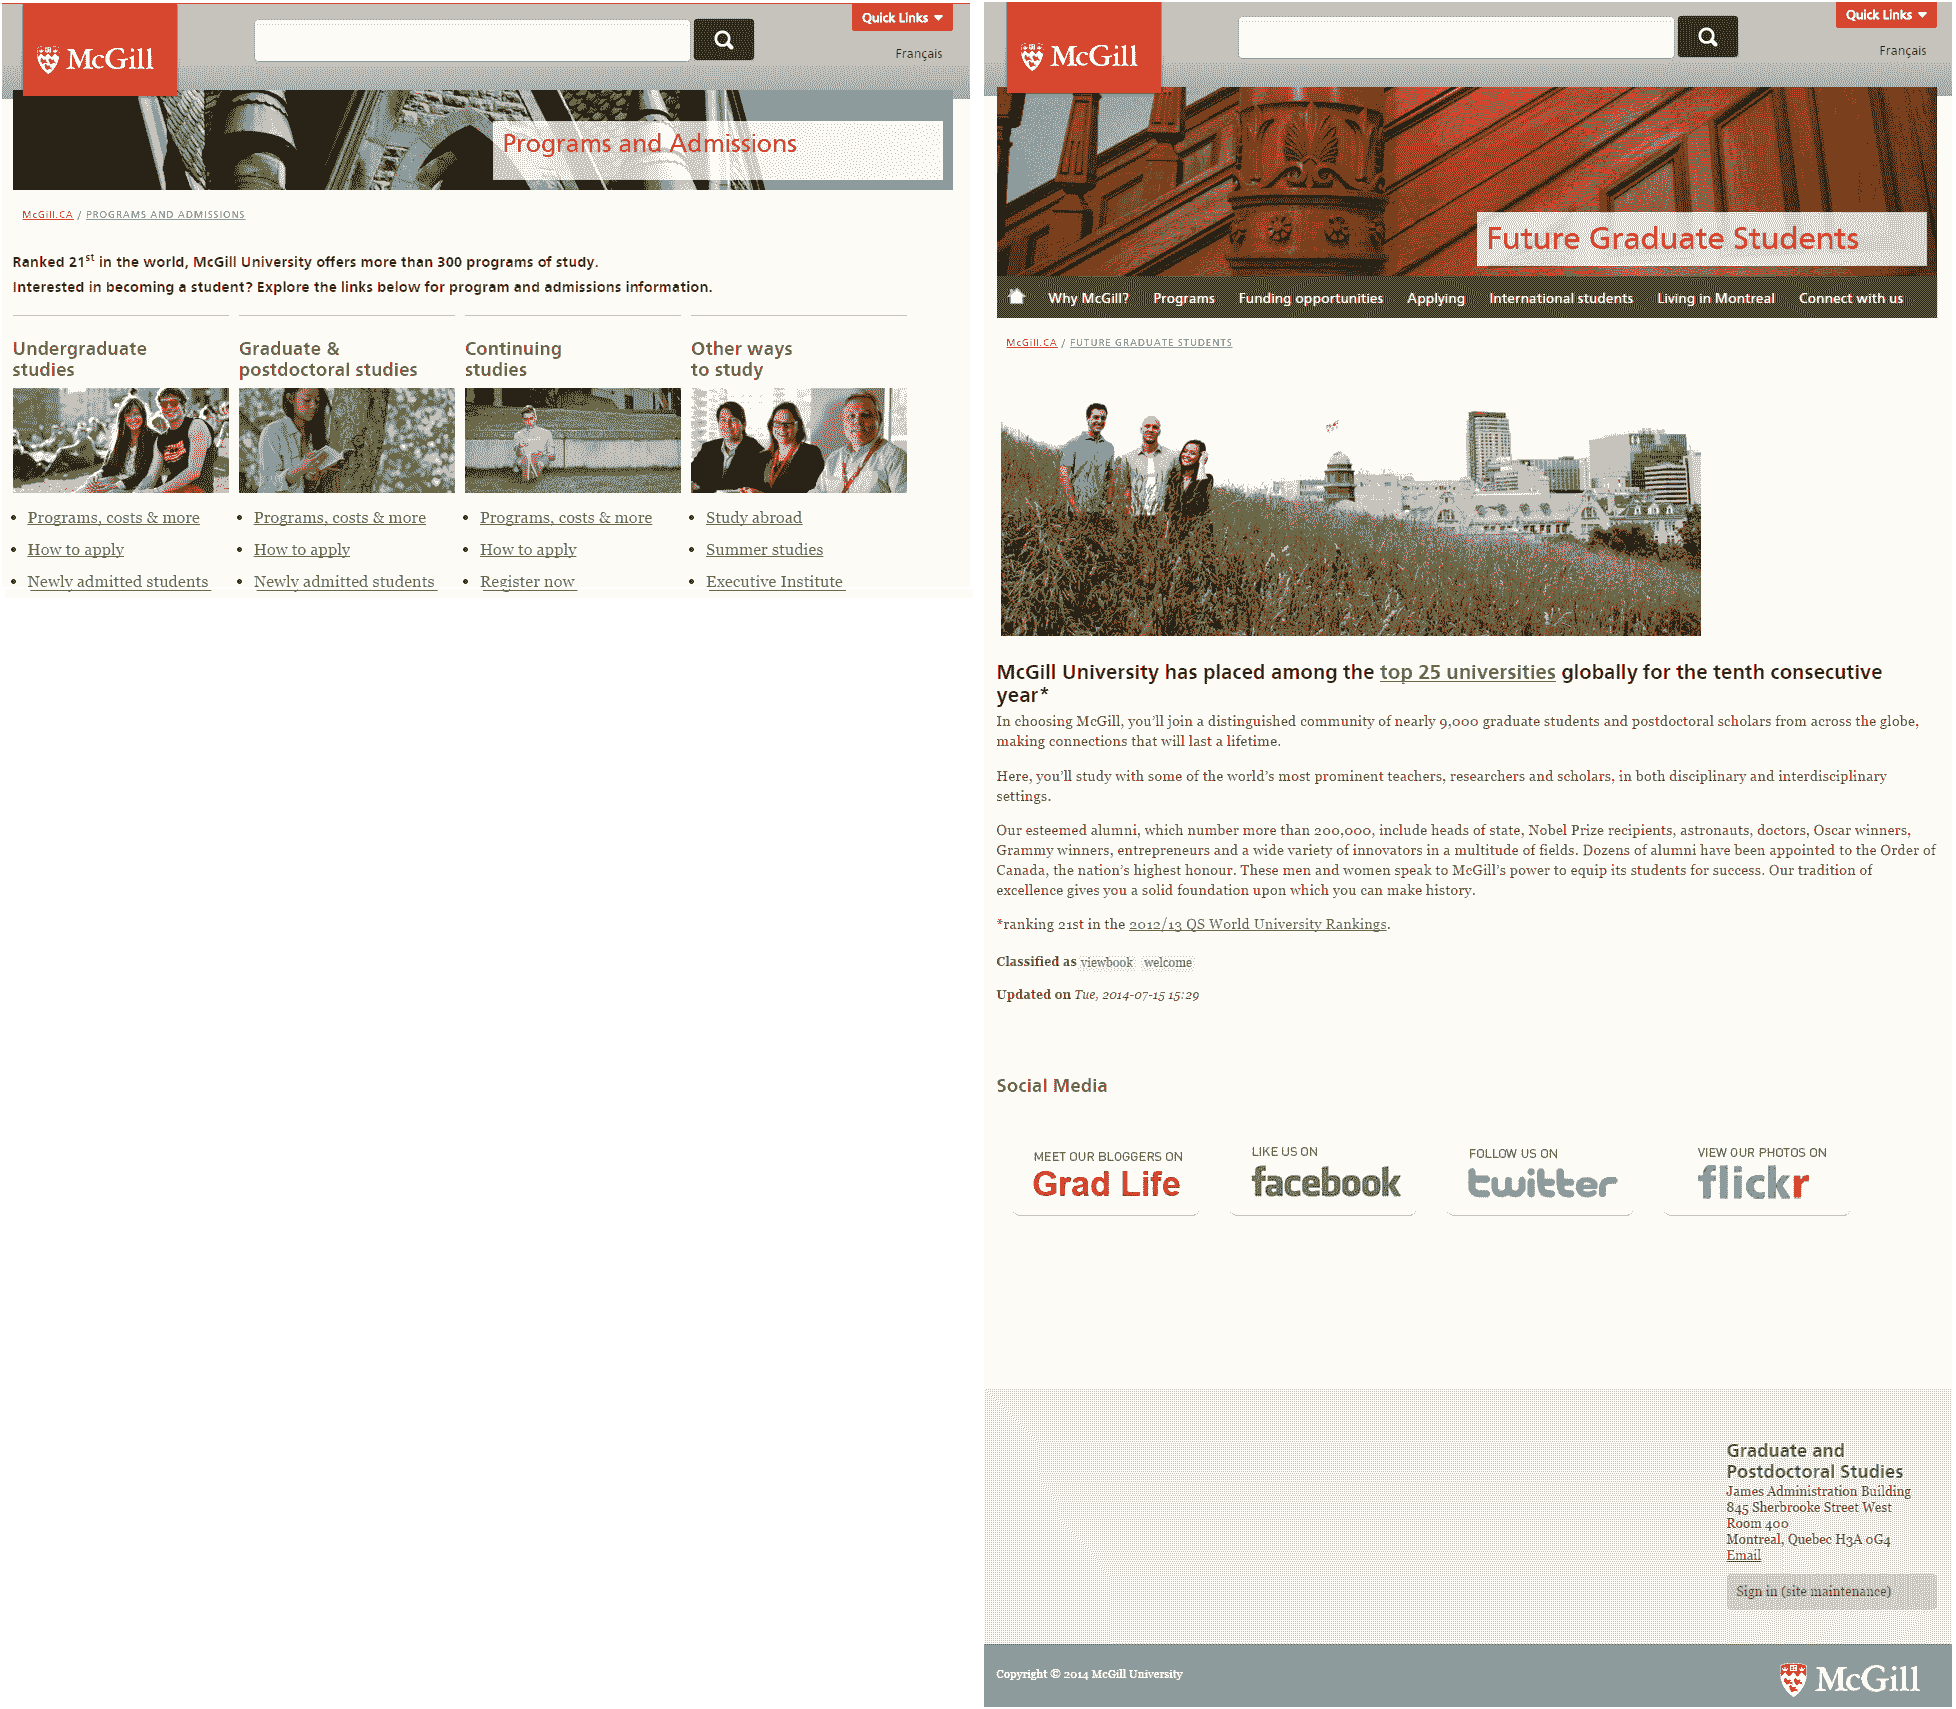 McGill
Quick Links
Français
Programs and Admissions
McGill.CA / PROGRAMS AND ADMISSIONS
Ranked 21st in the world, McGill University offers more than 300 programs of study.
Interested in becoming a student? Explore the links below for program and admissions information.
Undergraduate
studies
Programs, costs & more
How to apply
Newly admitted students
Graduate &
postdoctoral studies
Programs, costs & more
How to apply
Newly admitted students
Continuing
studies
Programs, costs & more
How to apply
Register now
Other ways
to study
Study abroad
Summer studies
Executive Institute
McGill
Quick Links
Français
Future Graduate Students
Why McGill? Programs Funding opportunities Applying International students Living in Montreal Connect with us
McGill.CA / FUTURE GRADUATE STUDENTS
McGill University has placed among the top 25 universities globally for the tenth consecutive
year*
In choosing McGill, you'll join a distinguished community of nearly 9,000 graduate students and postdoctoral scholars from across the globe,
making connections that will last a lifetime.
Here, you'll study with some of the world's most prominent teachers, researchers and scholars, in both disciplinary and interdisciplinary
settings.
Our esteemed alumni, which number more than 200,000, include heads of state, Nobel Prize recipients, astronauts, doctors, Oscar winners,
Grammy winners, entrepreneurs and a wide variety of innovators in a multitude of fields. Dozens of alumni have been appointed to the Order of
Canada, the nation's highest honour. These men and women speak to McGill's power to equip its students for success. Our tradition of
excellence gives you a solid foundation upon which you can make history.
*ranking 21st in the 2012/13 QS World University Rankings.
Classified as viewbook welcome
Updated on Tue, 2014-07-15 15:29
Social Media
MEET OUR BLOGGERS ON
Grad Life
LIKE US ON
facebook
FOLLOW US ON
twitter
VIEW OUR PHOTOS ON
flickr
Graduate and
Postdoctoral Studies
James Administration Building
845 Sherbrooke Street West
Room 400
Montreal, Quebec H3A 0G4
Email
Sign in (site maintenance)
Copyright © 2014 McGill University
McGill